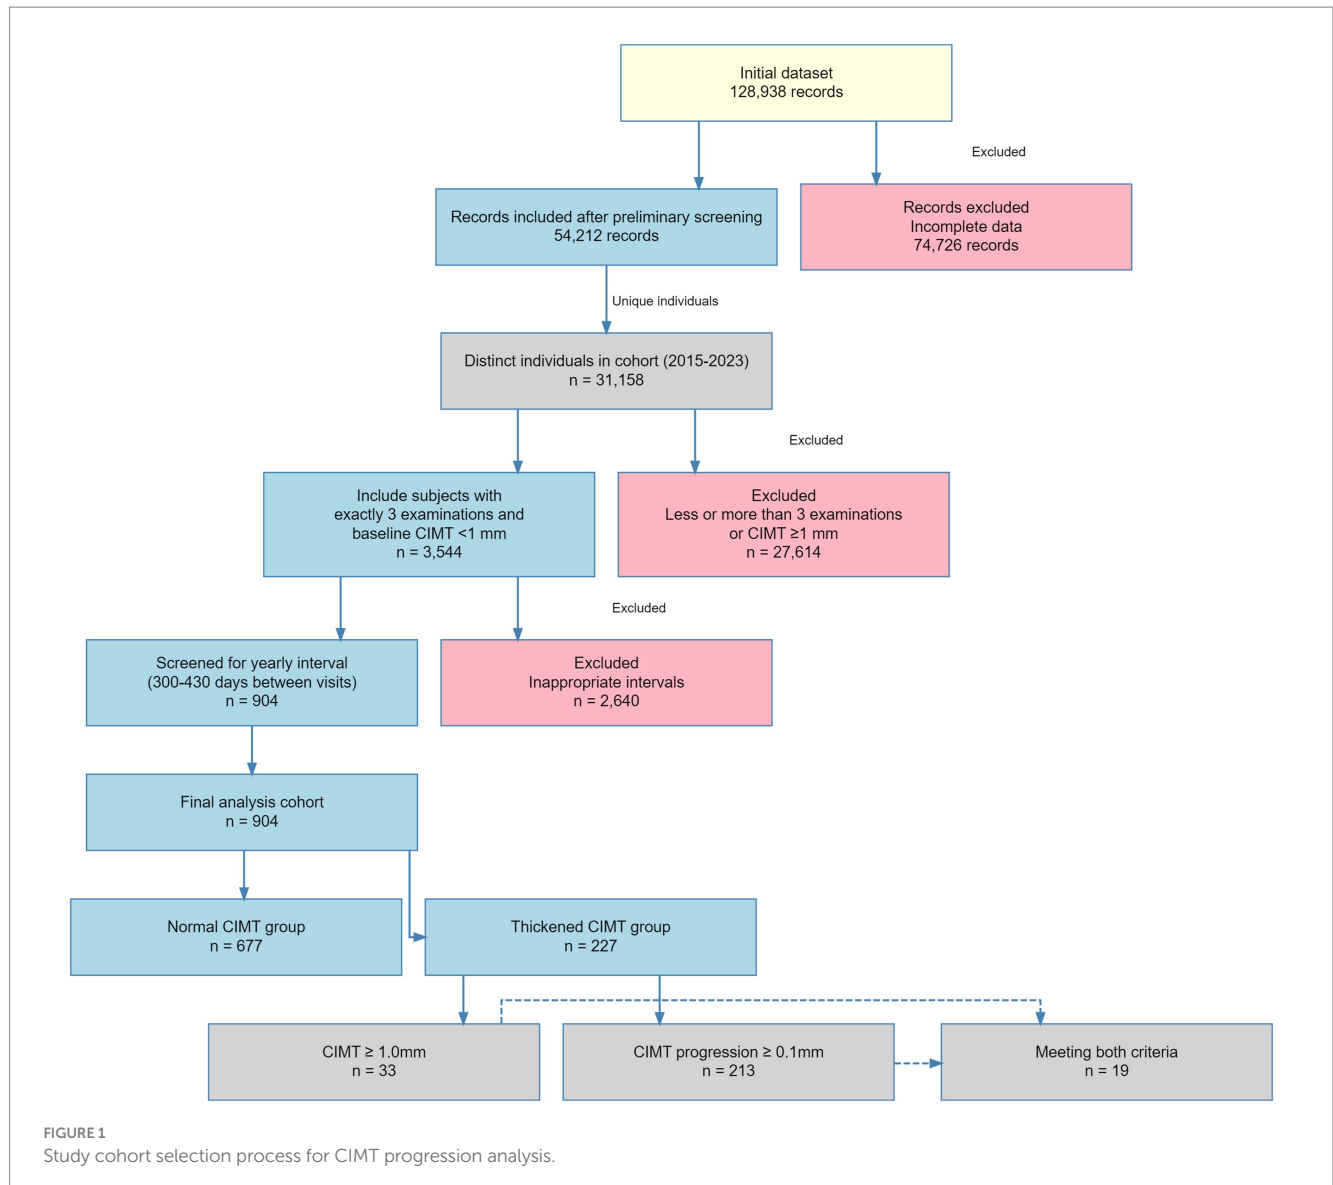 Initial dataset
128,938 records
Excluded
Records included after preliminary screening
54,212 records
Records excluded
Incomplete data
74,726 records
Unique individuals
Distinct individuals in cohort (2015-2023)
n = 31,158
Excluded
Include subjects with
exactly 3 examinations and
baseline CIMT <1 mm
n = 3,544
Excluded
Less or more than 3 examinations
or CIMT ≥1 mm
n = 27,614
Excluded
Screened for yearly interval
(300-430 days between visits)
n = 904
Excluded
Inappropriate intervals
n = 2,640
Final analysis cohort
n = 904
Normal CIMT group
n = 677
Thickened CIMT group
n = 227
CIMT ≥ 1.0mm
n = 33
CIMT progression ≥ 0.1mm
n = 213
Meeting both criteria
n = 19
FIGURE 1
Study cohort selection process for CIMT progression analysis.